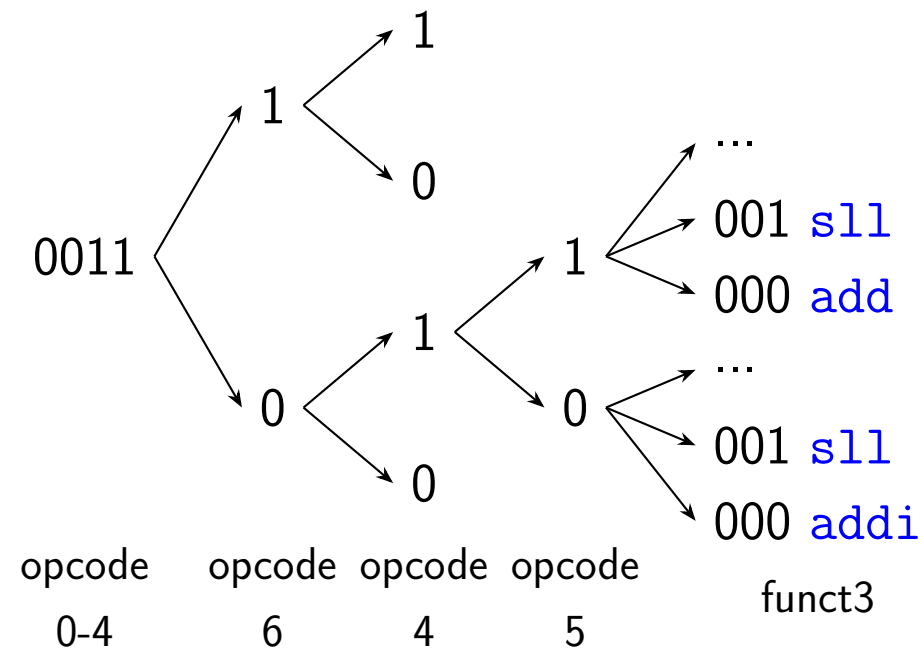 1
1
...
0
001 sll
0011
1
000 add
1
...
0
0
001 sll
0
000 addi
opcode opcode opcode opcode
funct3
0-4 6 4 5